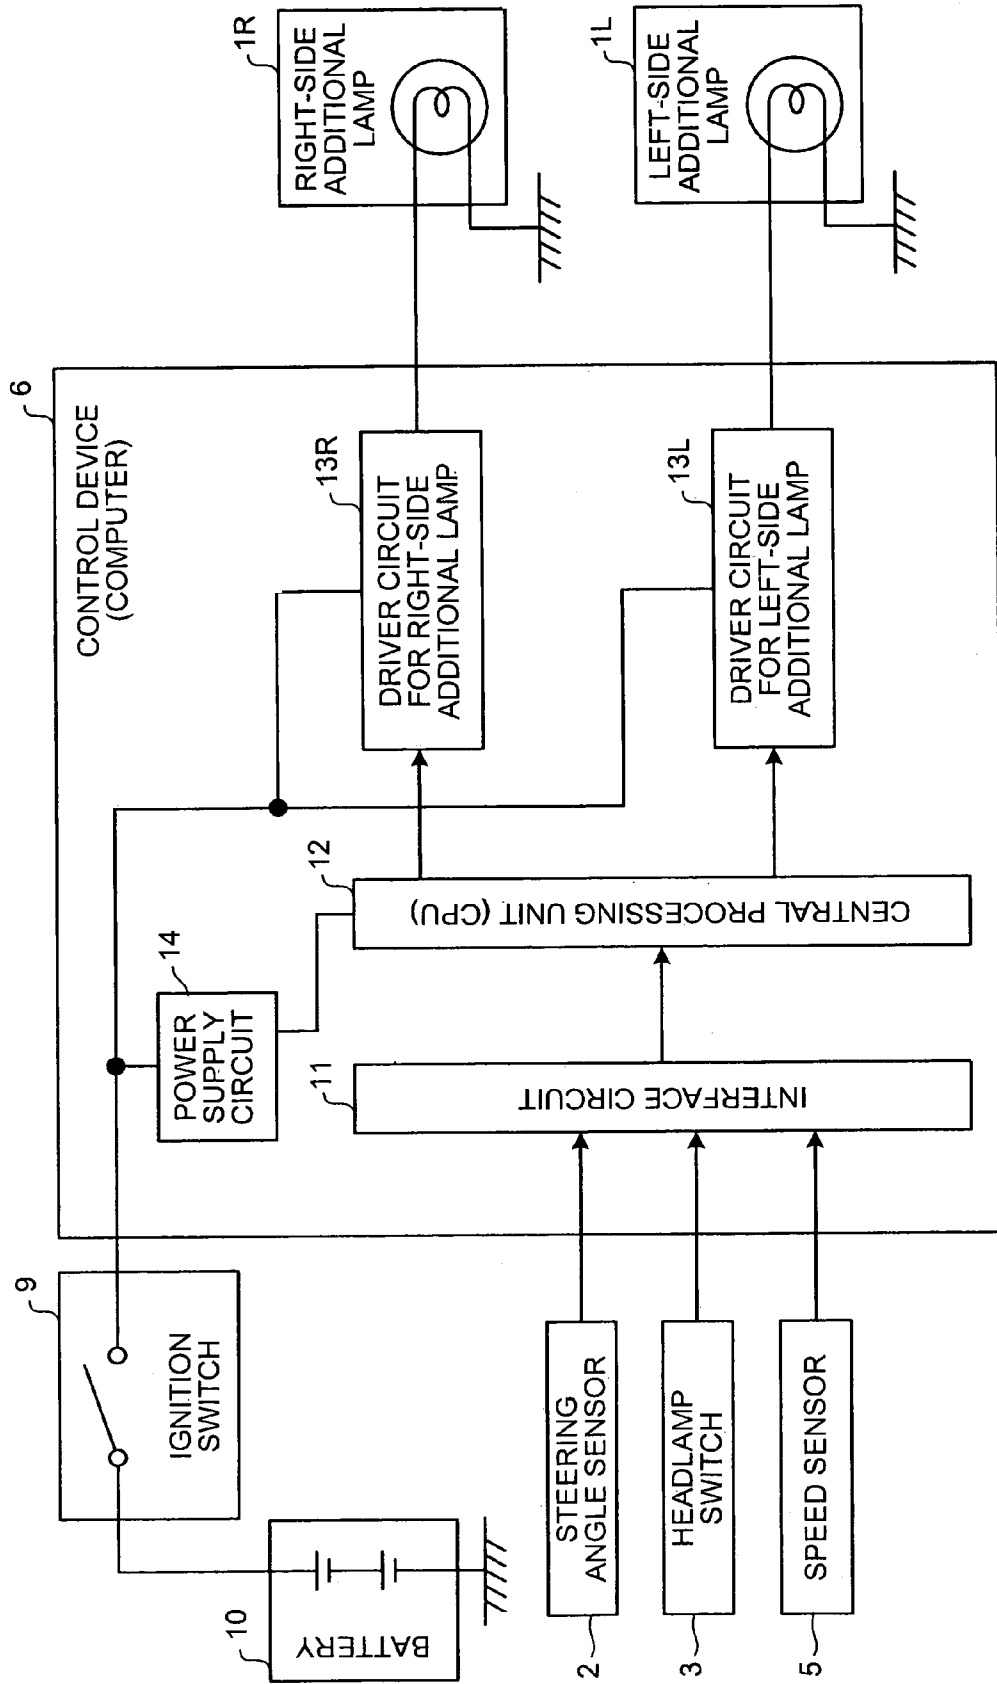 10
BATTERY
9
IGNITION
SWITCH
2
STEERING
ANGLE SENSOR
3
HEADLAMP
SWITCH
5
SPEED SENSOR
6
CONTROL DEVICE
(COMPUTER)
14
POWER
SUPPLY
CIRCUIT
11
INTERFACE CIRCUIT
12
CENTRAL PROCESSING UNIT (CPU)
13R
DRIVER CIRCUIT
FOR RIGHT-SIDE
ADDITIONAL LAMP
13L
DRIVER CIRCUIT
FOR LEFT-SIDE
ADDITIONAL LAMP
1R
RIGHT-SIDE
ADDITIONAL
LAMP
1L
LEFT-SIDE
ADDITIONAL
LAMP